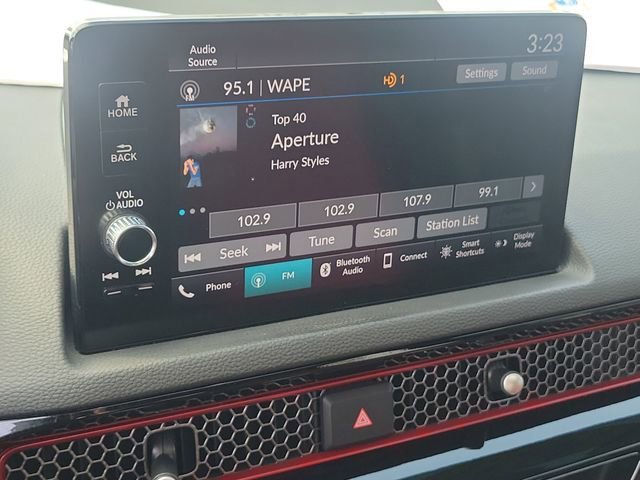 Audio
Source
3:23
FM
95.1 | WAPE
HD 1
Settings
Sound
HOME
BACK
VOL
AUDIO
Top 40
Aperture
Harry Styles
102.9
102.9
107.9
99.1
Seek
Tune
Scan
Station List
Phone
FM
Bluetooth
Audio
Connect
Smart
Shortcuts
Display
Mode